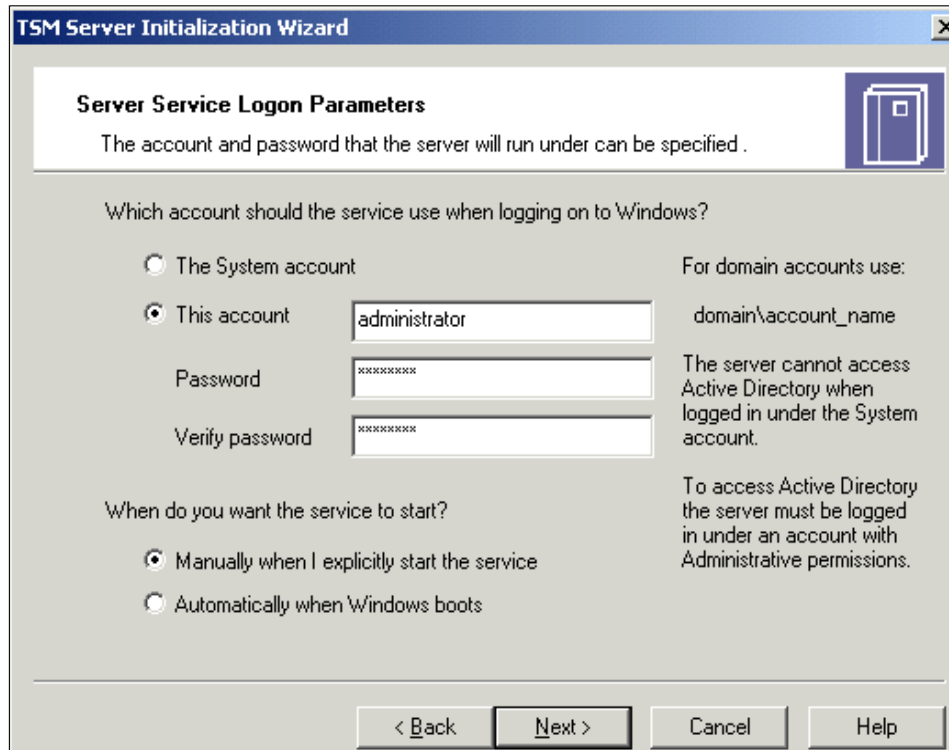 TSM Server Initialization Wizard
Server Service Logon Parameters
The account and password that the server will run under can be specified .
Which account should the service use when logging on to Windows?
The System account
This account
administrator
Password
********
Verify password
********
For domain accounts use:
domain\account_name
The server cannot access
Active Directory when
logged in under the System
account.
To access Active Directory
the server must be logged
in under an account with
Administrative permissions.
When do you want the service to start?
Manually when I explicitly start the service
Automatically when Windows boots
< Back
Next >
Cancel
Help